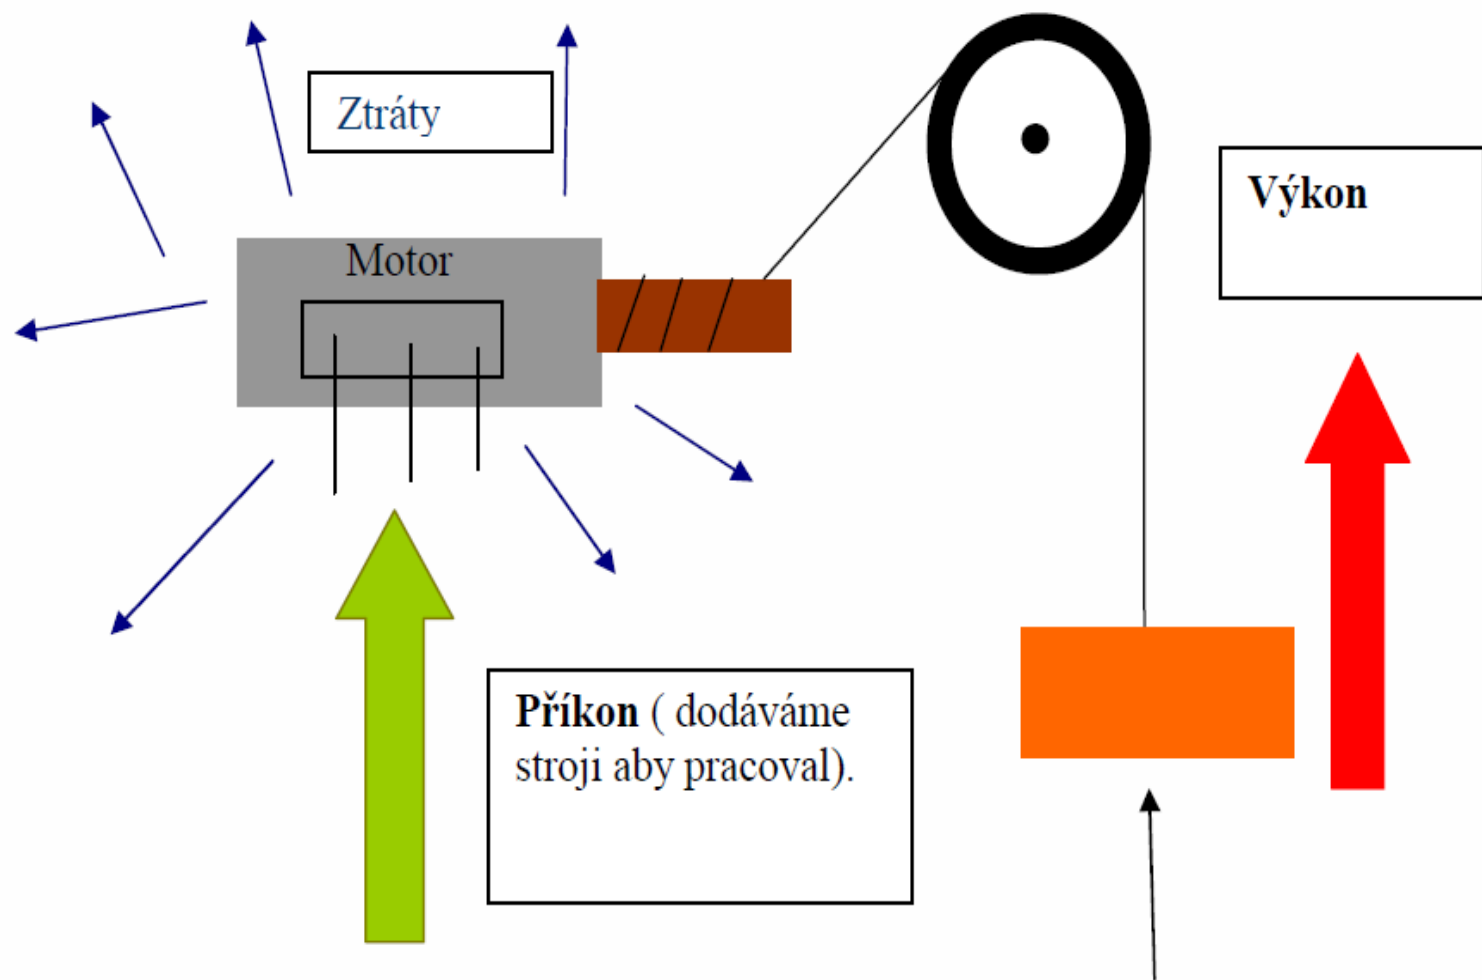 Ztráty
Výkon
Motor
Příkon ( dodáváme
stroji aby pracoval).